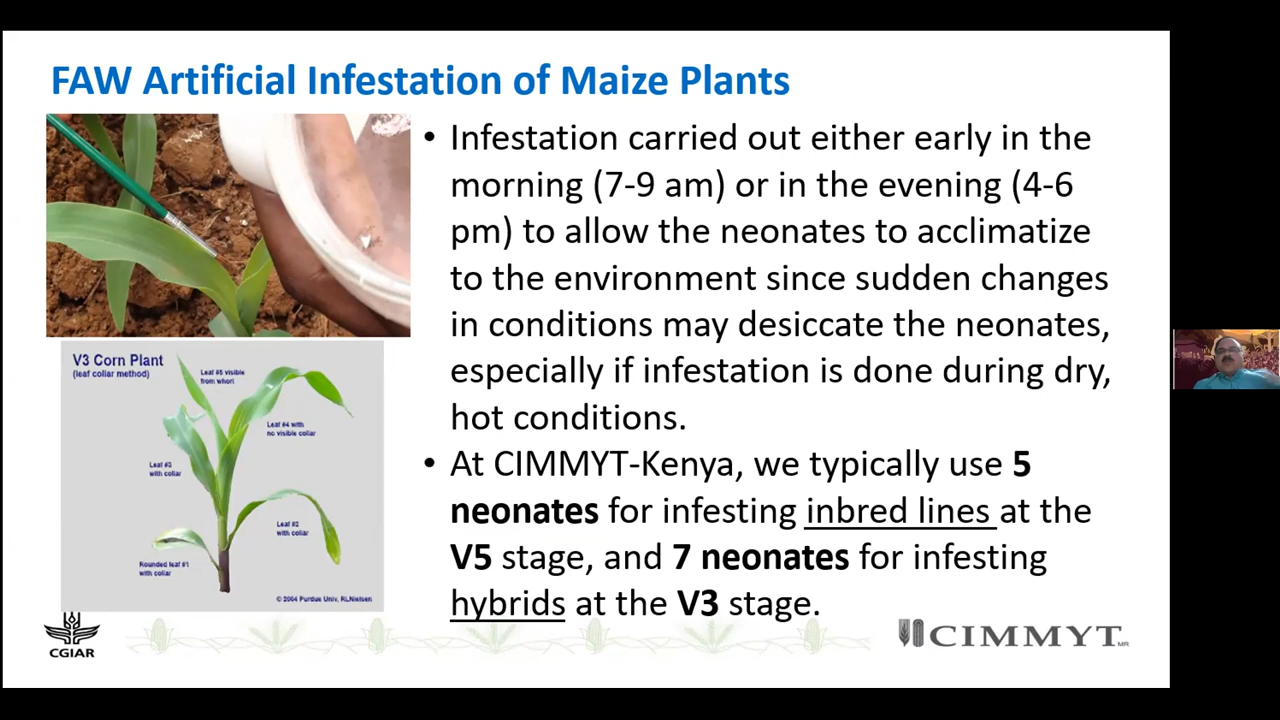 FAW Artificial Infestation of Maize Plants
• Infestation carried out either early in the
morning (7-9 am) or in the evening (4-6
pm) to allow the neonates to acclimatize
to the environment since sudden changes
in conditions may desiccate the neonates,
especially if infestation is done during dry,
hot conditions.
• At CIMMYT-Kenya, we typically use 5
neonates for infesting inbred lines at the
V5 stage, and 7 neonates for infesting
hybrids at the V3 stage.
V3 Corn Plant
(leaf collar method)
Leaf #5 visible
from whorl
Leaf #4 with
no visible collar
Leaf #3
with collar
Leaf #2
with collar
Rounded leaf #1
with collar
© 2004 Purdue Univ, RLNielsen
CGIAR
CIMMYT MR